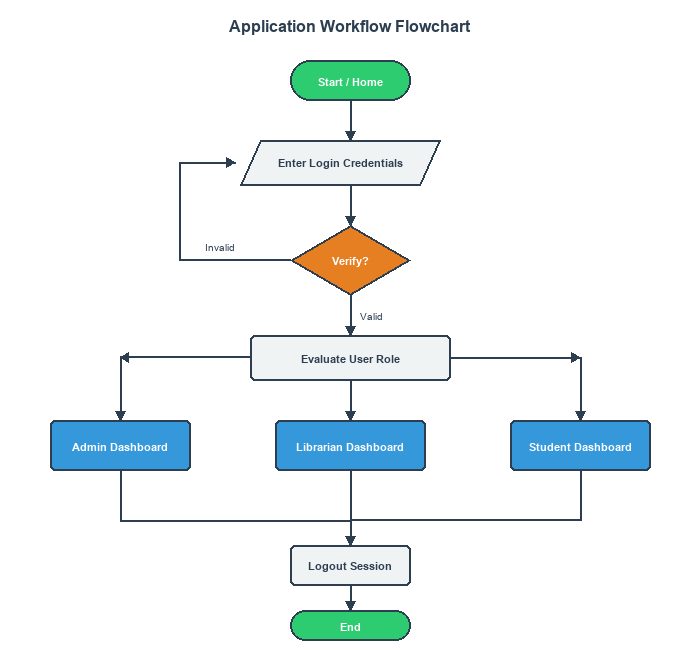 Application Workflow Flowchart
Start / Home
Enter Login Credentials
Invalid
Verify?
Valid
Evaluate User Role
Admin Dashboard
Librarian Dashboard
Student Dashboard
Logout Session
End